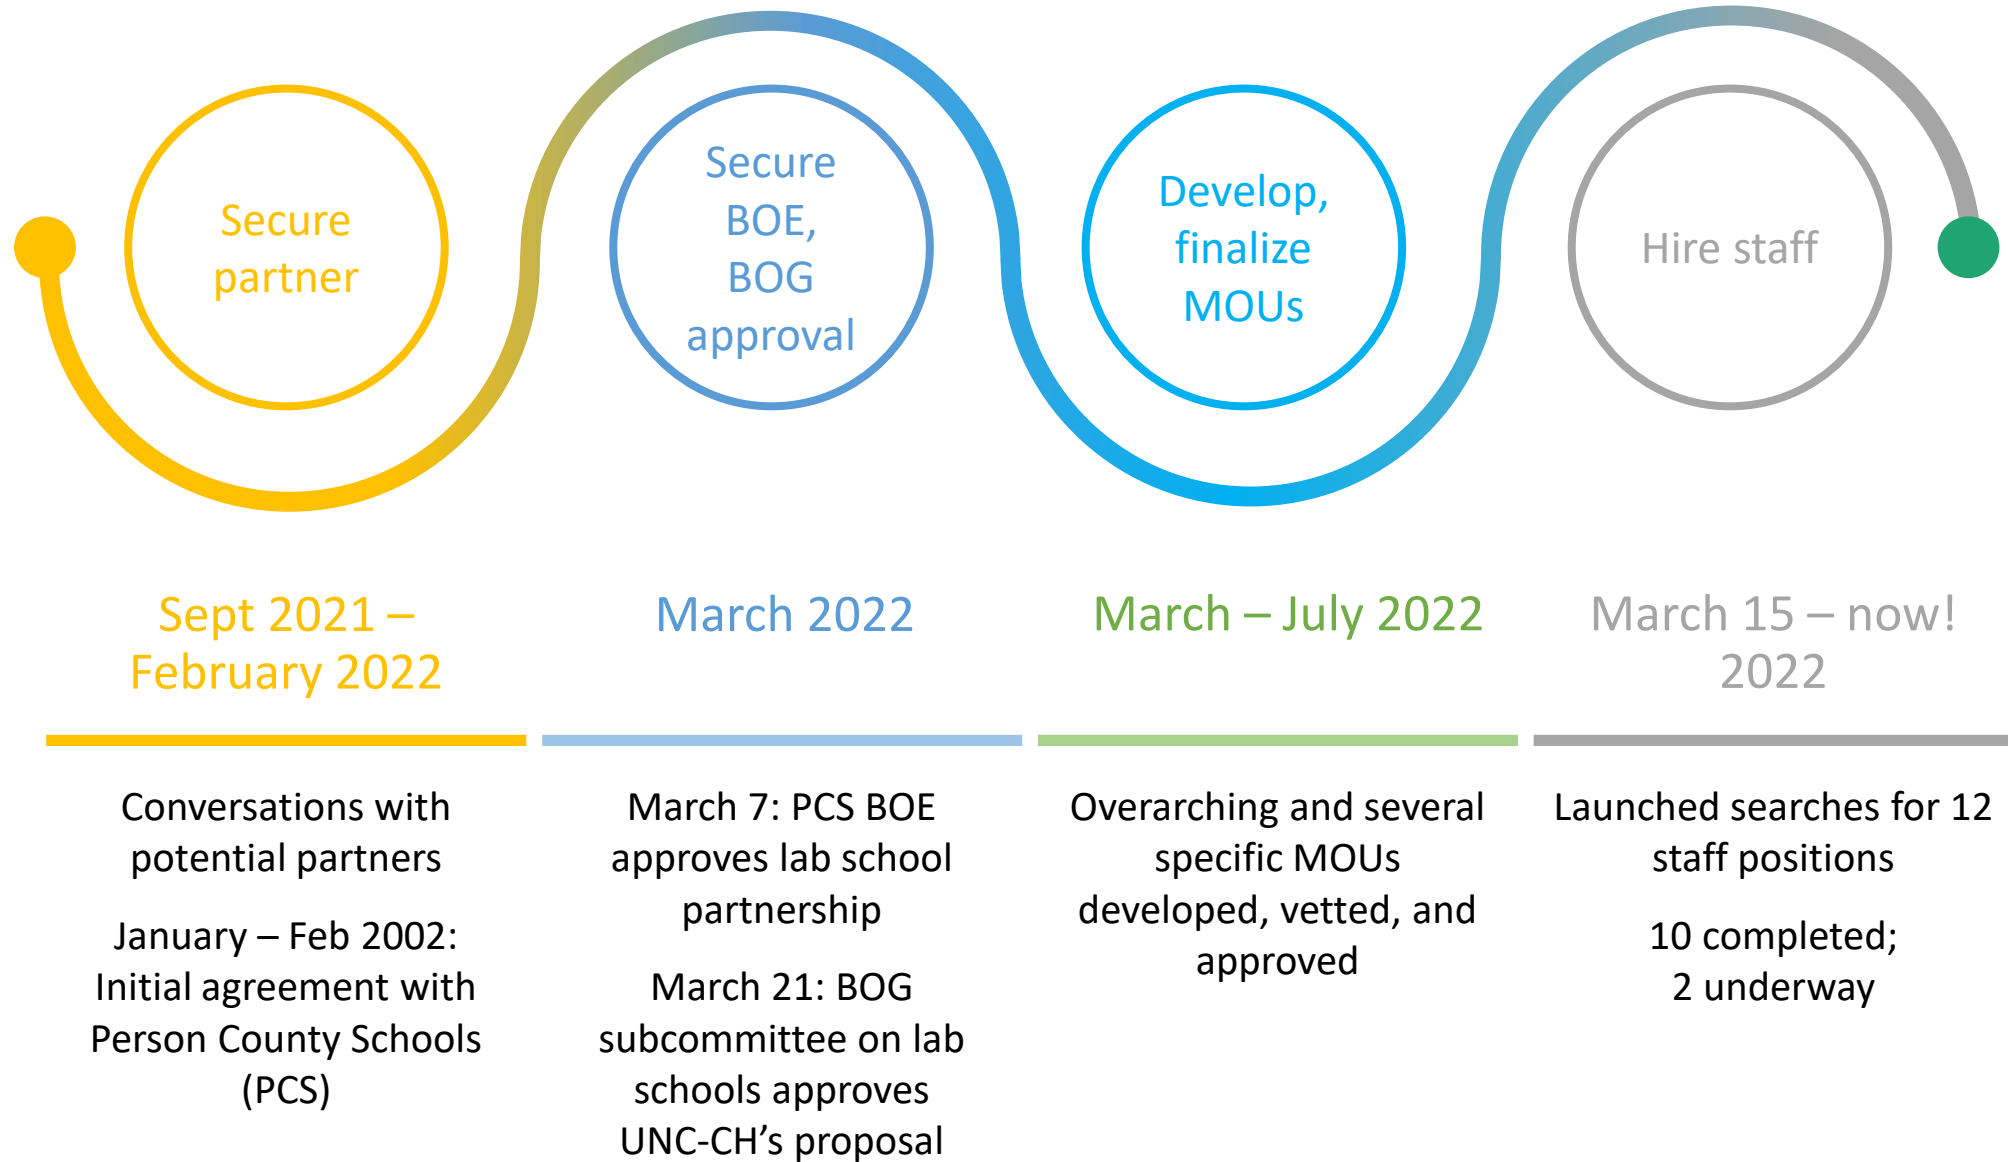 Secure
partner
Secure
BOE,
BOG
approval
Develop,
finalize
MOUs
Hire staff
Sept 2021 –
February 2022
March 2022
March – July 2022
March 15 – now!
2022
Conversations with
potential partners
January – Feb 2002:
Initial agreement with
Person County Schools
(PCS)
March 7: PCS BOE
approves lab school
partnership
March 21: BOG
subcommittee on lab
schools approves
UNC-CH’s proposal
Overarching and several
specific MOUs
developed, vetted, and
approved
Launched searches for 12
staff positions
10 completed;
2 underway